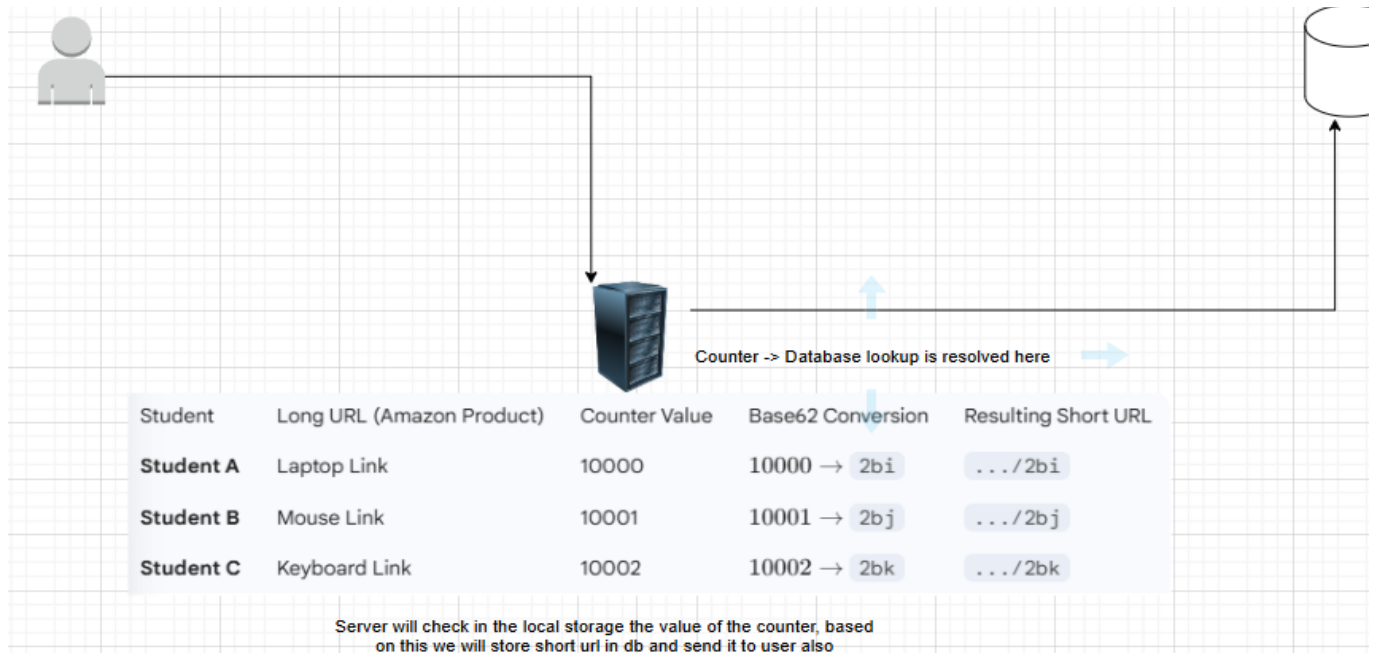 Counter -> Database lookup is resolved here
Student Long URL (Amazon Product) Counter Value Base62 Conversion Resulting Short URL
Student A Laptop Link 10000 10000 → 2bi .../2bi
Student B Mouse Link 10001 10001 → 2bj .../2bj
Student C Keyboard Link 10002 10002 → 2bk .../2bk
Server will check in the local storage the value of the counter, based
on this we will store short url in db and send it to user also